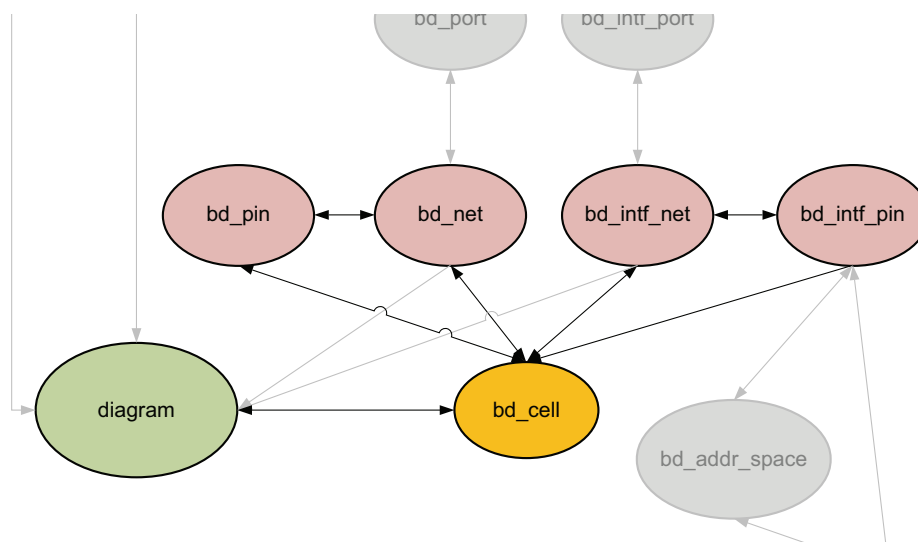 bd_port
bd_intf_port
bd_pin
bd_net
bd_intf_net
bd_intf_pin
diagram
bd_cell
bd_addr_space